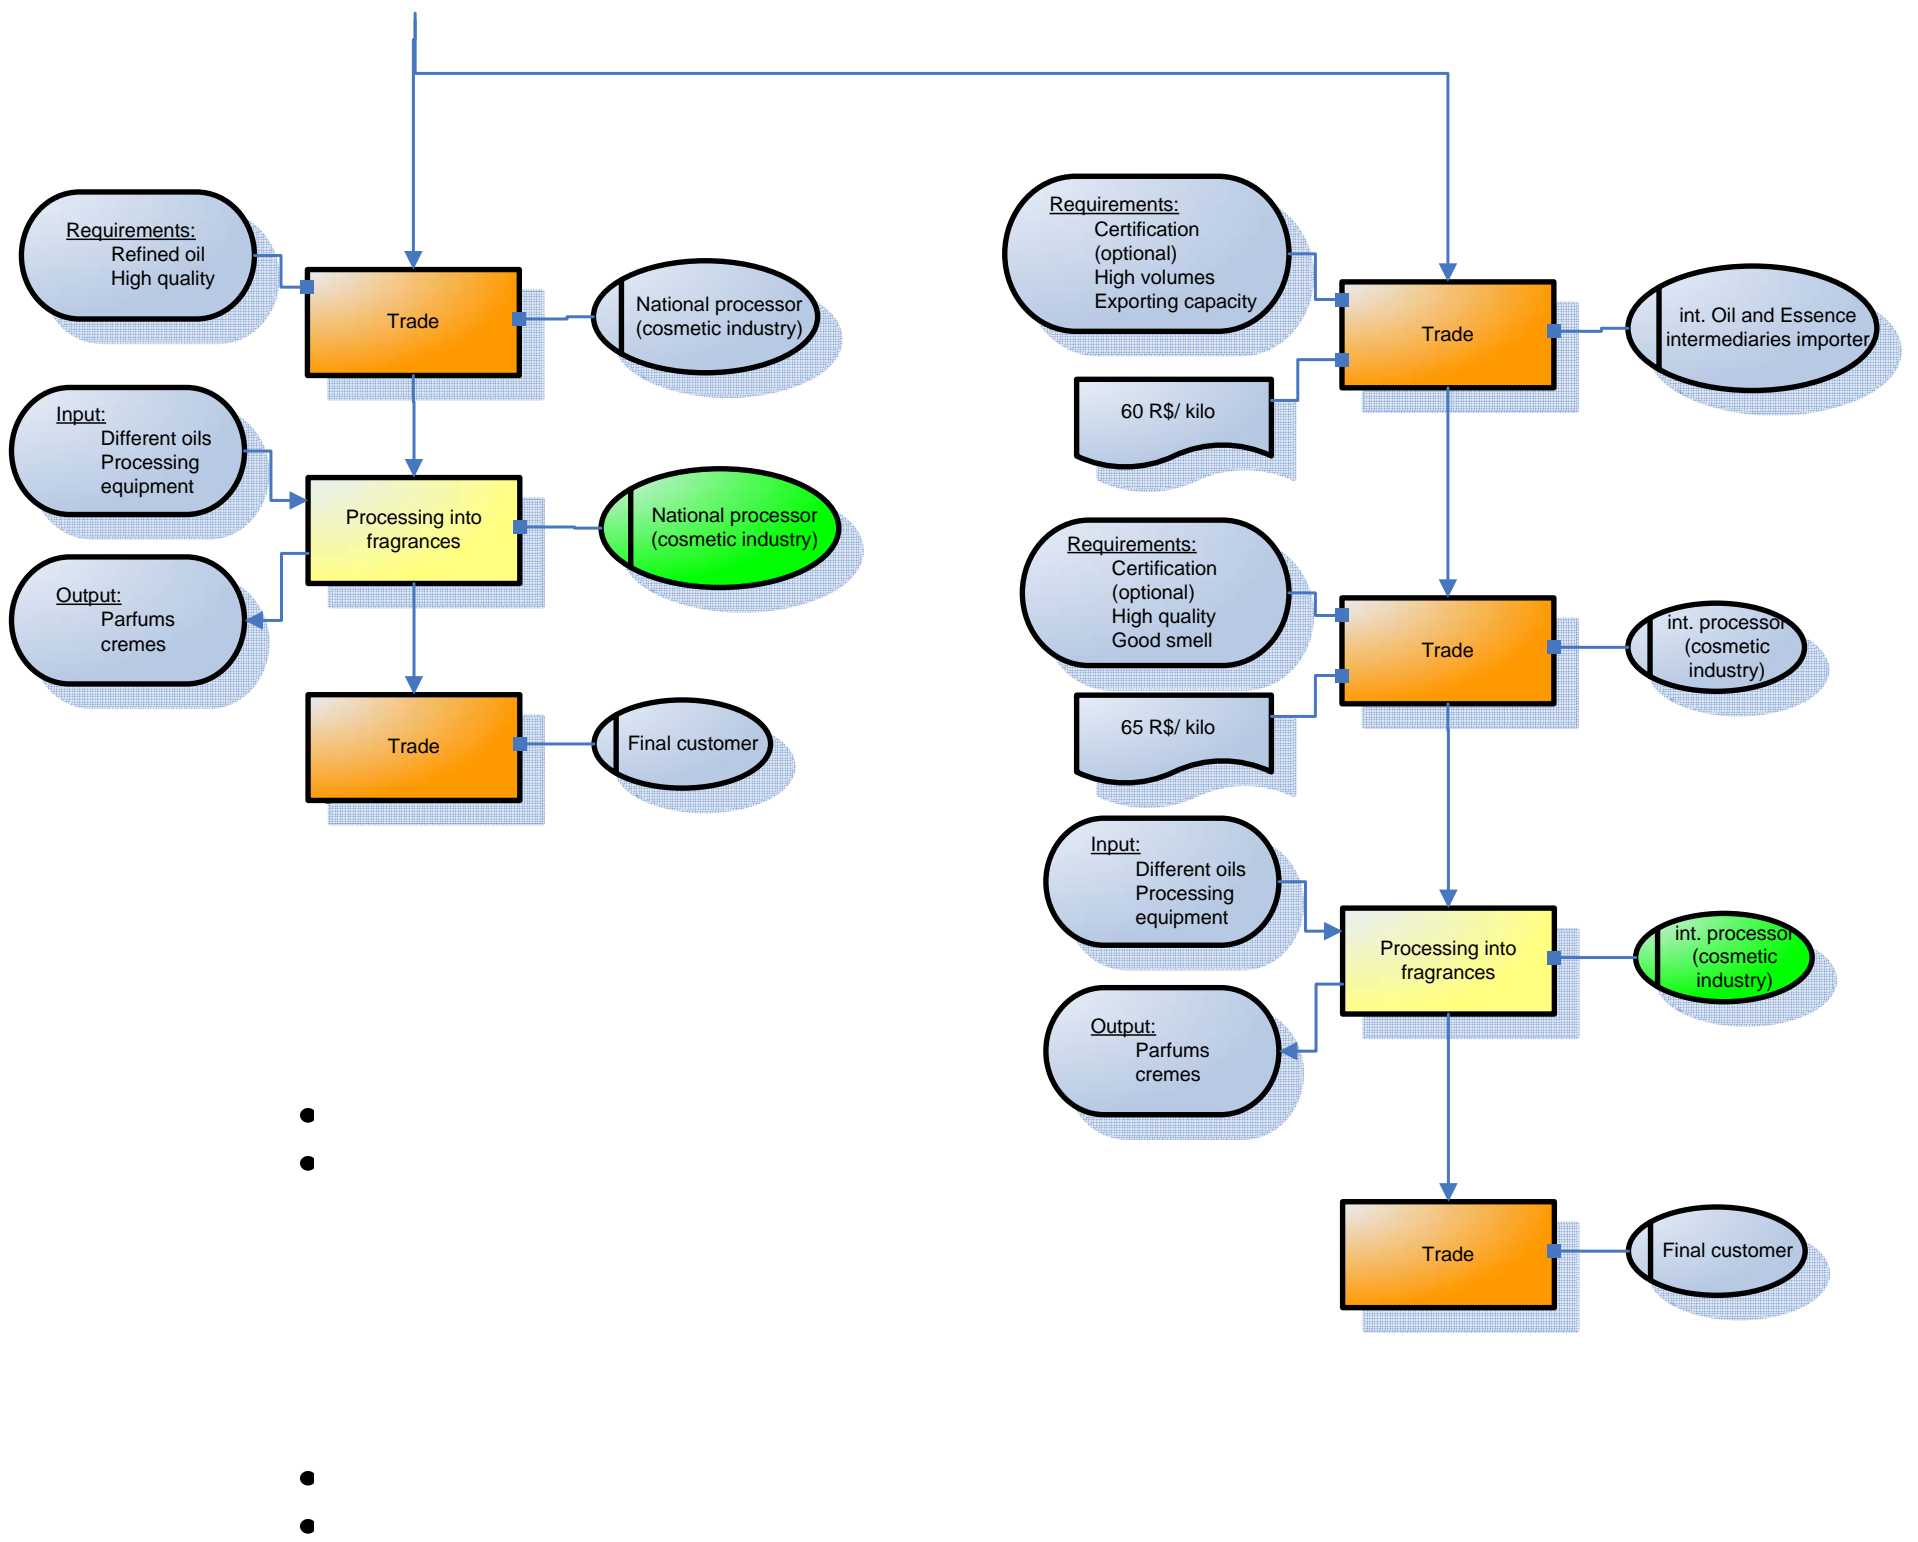 Requirements:
Refined oil
High quality
Trade
National processor
(cosmetic industry)
Input:
Different oils
Processing
equipment
Processing into
fragrances
National processor
(cosmetic industry)
Output:
Parfums
cremes
Trade
Final customer
Requirements:
Certification
(optional)
High volumes
Exporting capacity
Trade
int. Oil and Essence
intermediaries importer
60 R$/ kilo
Requirements:
Certification
(optional)
High quality
Good smell
Trade
int. processor
(cosmetic
industry)
65 R$/ kilo
Input:
Different oils
Processing
equipment
Processing into
fragrances
int. processor
(cosmetic
industry)
Output:
Parfums
cremes
Trade
Final customer